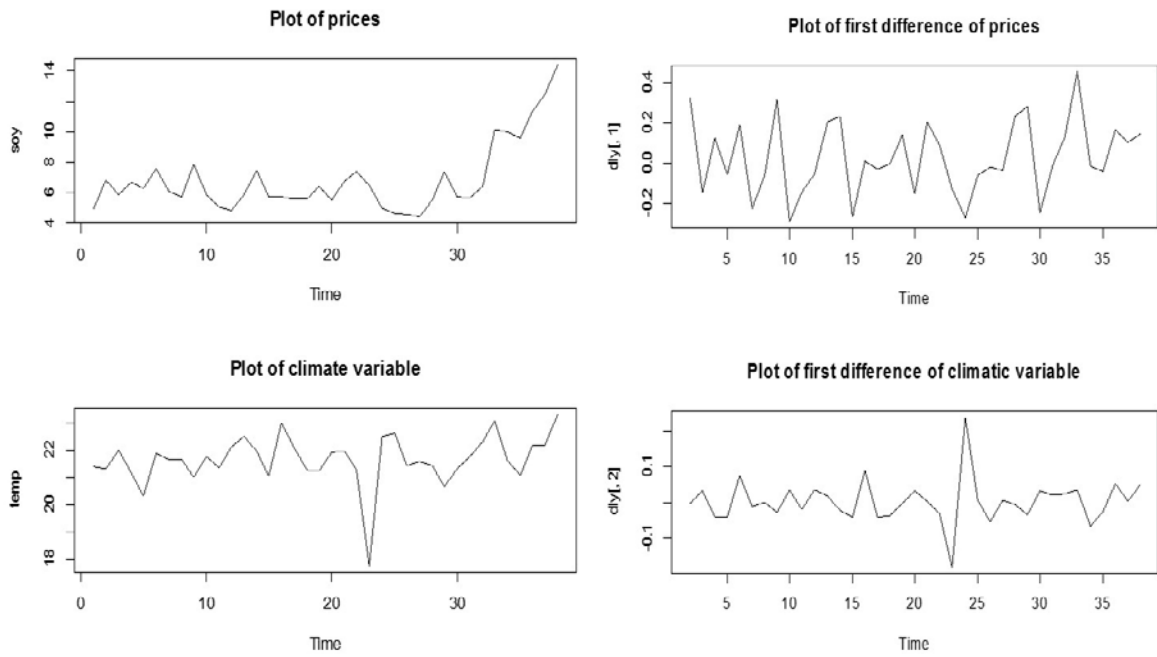 Plot of prices
soy
4 6 8 10 14
0 10 20 30
Time
Plot of first difference of prices
dly[, 1]
-0.2 0.0 0.2 0.4
5 10 15 20 25 30 35
Time
Plot of climate variable
temp
18 20 22
0 10 20 30
Time
Plot of first difference of climatic variable
dly[, 2]
-0.1 0.1
5 10 15 20 25 30 35
Time